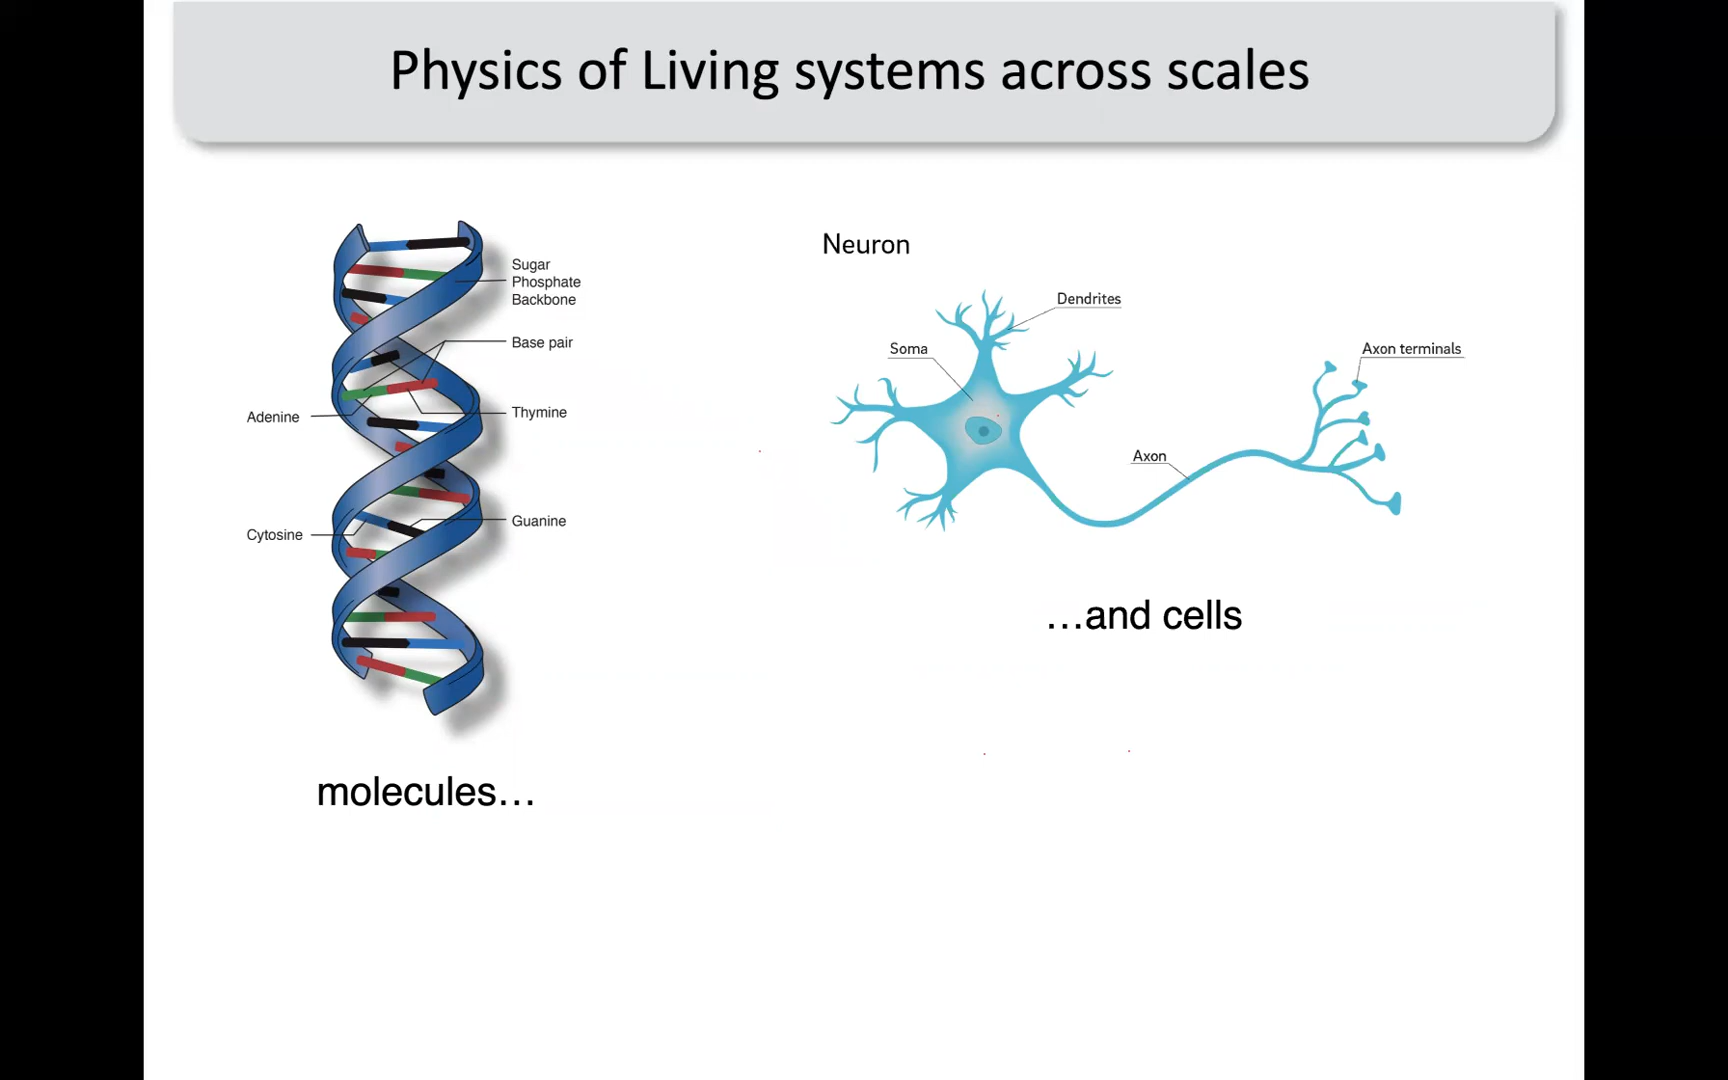 Physics of Living systems across scales
Sugar
Phosphate
Backbone
Base pair
Adenine
Thymine
Cytosine
Guanine
molecules…
Neuron
Dendrites
Soma
Axon terminals
Axon
…and cells